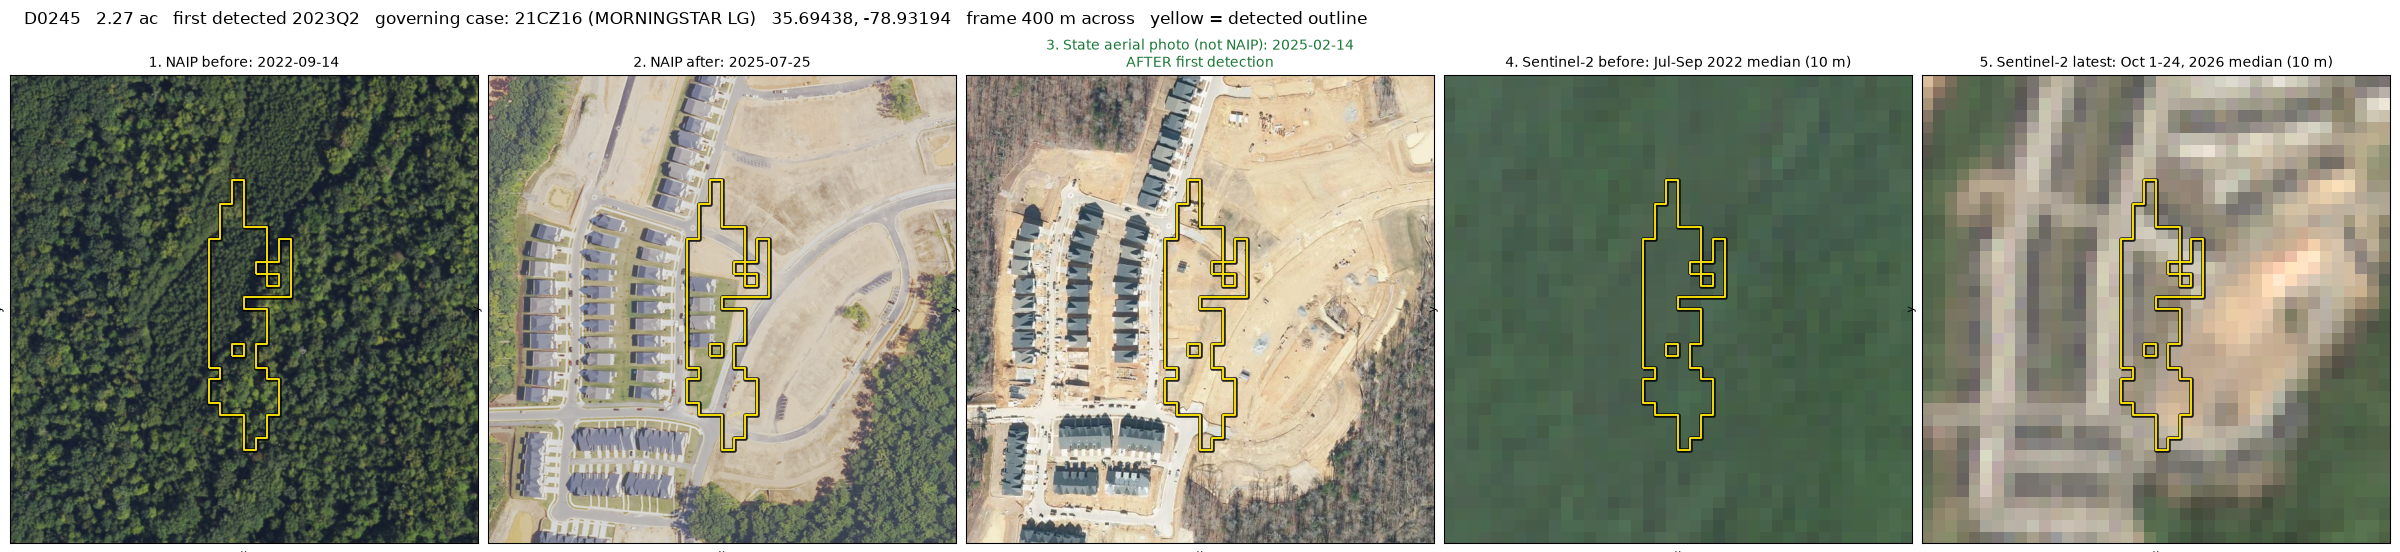 D0245 2.27 ac first detected 2023Q2 governing case: 21CZ16 (MORNINGSTAR LG) 35.69438, -78.93194 frame 400 m across yellow = detected outline
1. NAIP before: 2022-09-14
2. NAIP after: 2025-07-25
3. State aerial photo (not NAIP): 2025-02-14
AFTER first detection
4. Sentinel-2 before: Jul-Sep 2022 median (10 m)
5. Sentinel-2 latest: Oct 1-24, 2026 median (10 m)